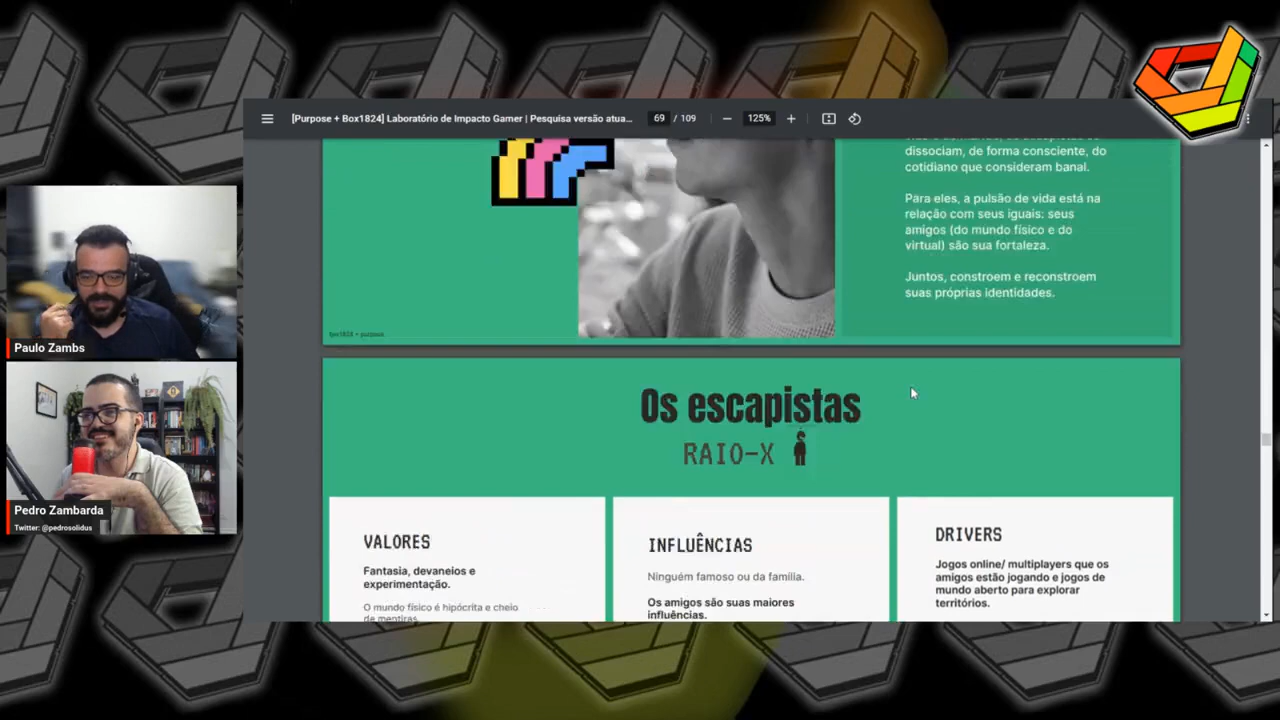 [Purpose + Box1824] Laboratório de Impacto Gamer | Pesquisa versão atua...
69 / 109
125%
dissociam, de forma consciente, do
cotidiano que consideram banal.
Para eles, a pulsão de vida está na
relação com seus iguais: seus
amigos (do mundo físico e do
virtual) são sua fortaleza.
Juntos, constroem e reconstroem
suas próprias identidades.
box1824 + purpose
Os escapistas
RAIO-X
VALORES
Fantasia, devaneios e
experimentação.
O mundo físico é hipócrita e cheio
de mentiras.
INFLUÊNCIAS
Ninguém famoso ou da família.
Os amigos são suas maiores
influências.
DRIVERS
Jogos online/ multiplayers que os
amigos estão jogando e jogos de
mundo aberto para explorar
territórios.
Paulo Zambs
Pedro Zambarda
Twitter: @pedrosolidus